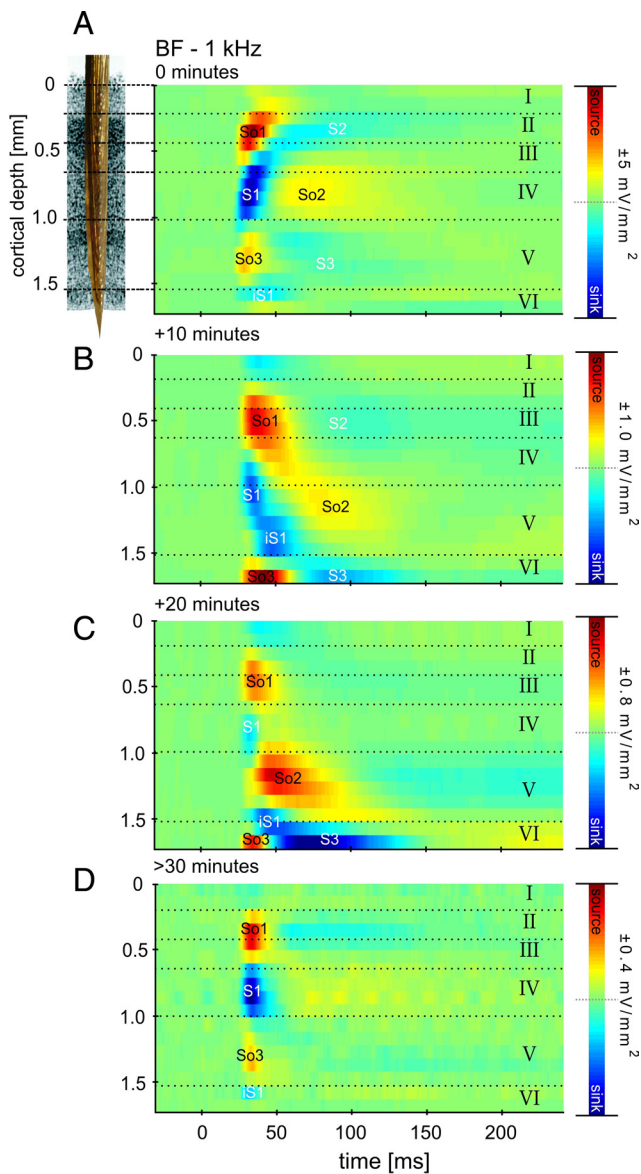 A
BF - 1 kHz
0 minutes
0
0.5
1.0
1.5
cortical depth [mm]
So1
S2
S1
So2
So3
S3
iS1
I
II
III
IV
V
VI
source
sink
±5 mV/mm²
+10 minutes
B
0
0.5
1.0
1.5
So1
S2
S1
So2
iS1
So3
S3
I
II
III
IV
V
VI
source
sink
±1.0 mV/mm²
+20 minutes
C
0
0.5
1.0
1.5
So1
S1
So2
iS1
So3
S3
I
II
III
IV
V
VI
source
sink
±0.8 mV/mm²
>30 minutes
D
0
0.5
1.0
1.5
So1
S1
So3
iS1
I
II
III
IV
V
VI
source
sink
±0.4 mV/mm²
0
50
100
150
200
time [ms]